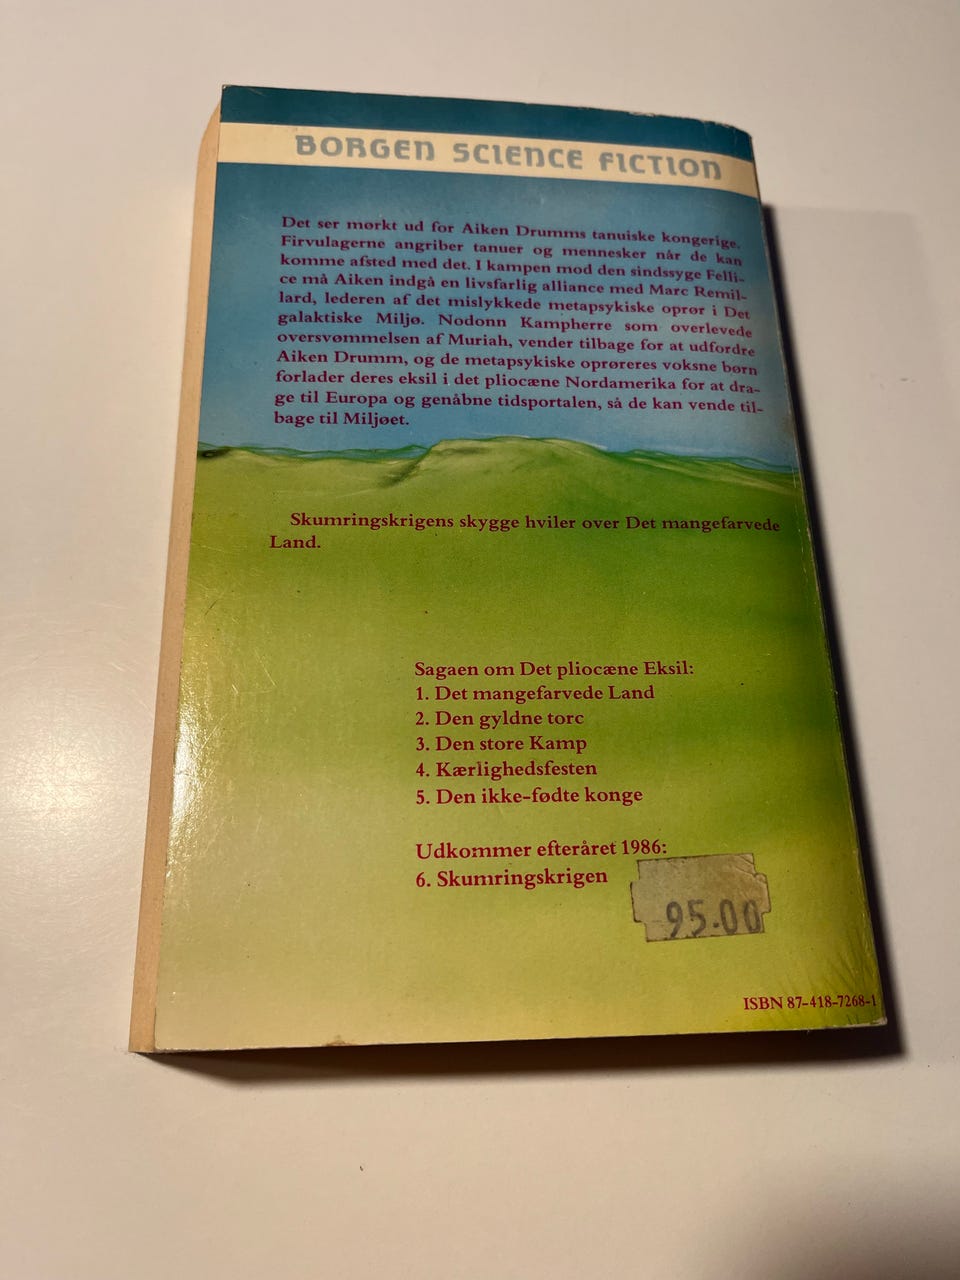 BORGEN SCIENCE FICTION
Det ser mørkt ud for Aiken Drumms tanuiske kongerige.
Firvulagerne angriber tanuer og mennesker når de kan
komme afsted med det. I kampen mod den sindssyge Felli-
ce må Aiken indgå en livsfarlig alliance med Marc Remil-
lard, lederen af det mislykkede metapsykiske oprør i Det
galaktiske Miljø. Nodonn Kampherre som overlevede
oversvømmelsen af Muriah, vender tilbage for at udfordre
Aiken Drumm, og de metapsykiske oprøreres voksne børn
forlader deres eksil i det pliocæne Nordamerika for at dra-
ge til Europa og genåbne tidsportalen, så de kan vende til-
bage til Miljøet.
Skumringskrigens skygge hviler over Det mangefarvede
Land.
Sagaen om Det pliocæne Eksil:
1. Det mangefarvede Land
2. Den gyldne torc
3. Den store Kamp
4. Kærlighedsfesten
5. Den ikke-fødte konge
Udkommer efteråret 1986:
6. Skumringskrigen
95.00
ISBN 87-418-7268-1